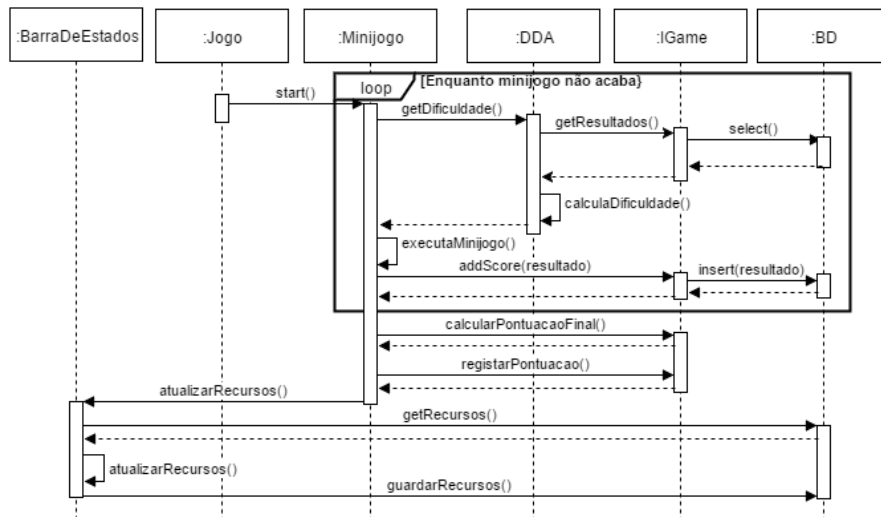 :BarraDeEstados
:Jogo
:Minijogo
:DDA
:IGame
:BD
loop
[Enquanto minijogo não acaba}
start()
getDificuldade()
getResultados()
select()
calculaDificuldade()
executaMinijogo()
addScore(resultado)
insert(resultado)
calcularPontuacaoFinal()
registarPontuacao()
atualizarRecursos()
getRecursos()
atualizarRecursos()
guardarRecursos()